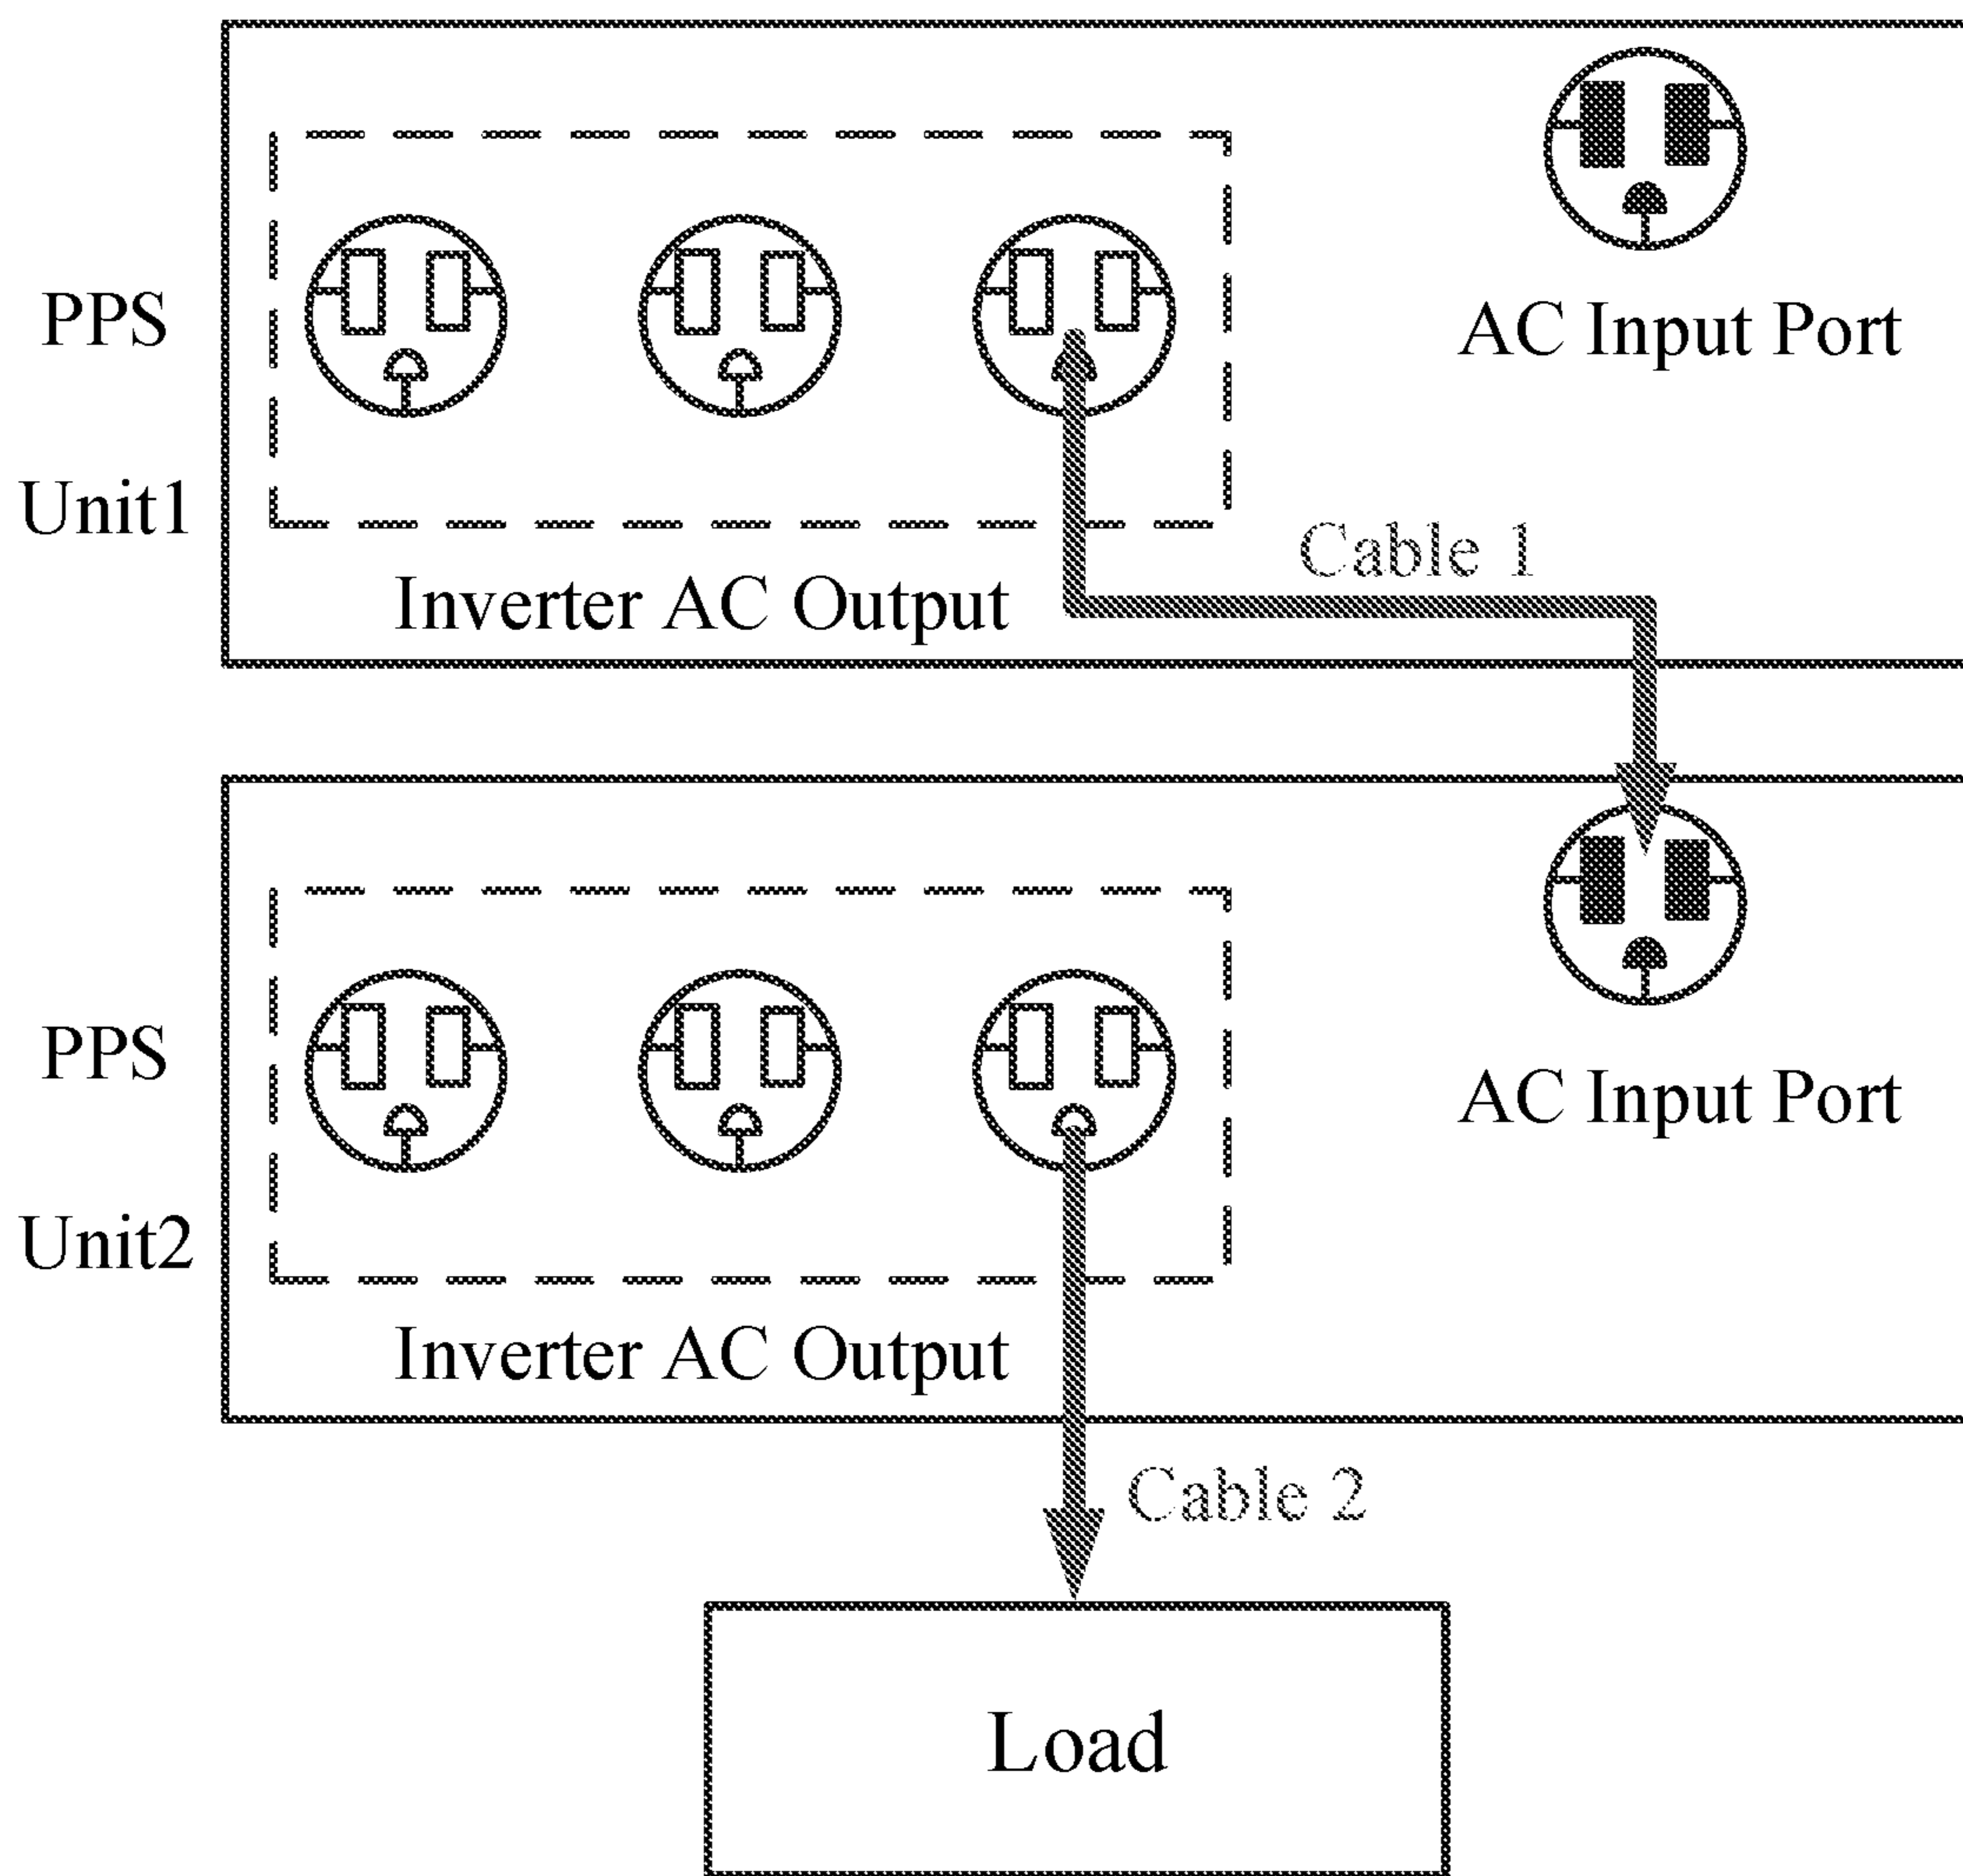 PPS
Unit1
AC Input Port
Cable 1
Inverter AC Output
PPS
Unit2
AC Input Port
Inverter AC Output
Cable 2
Load